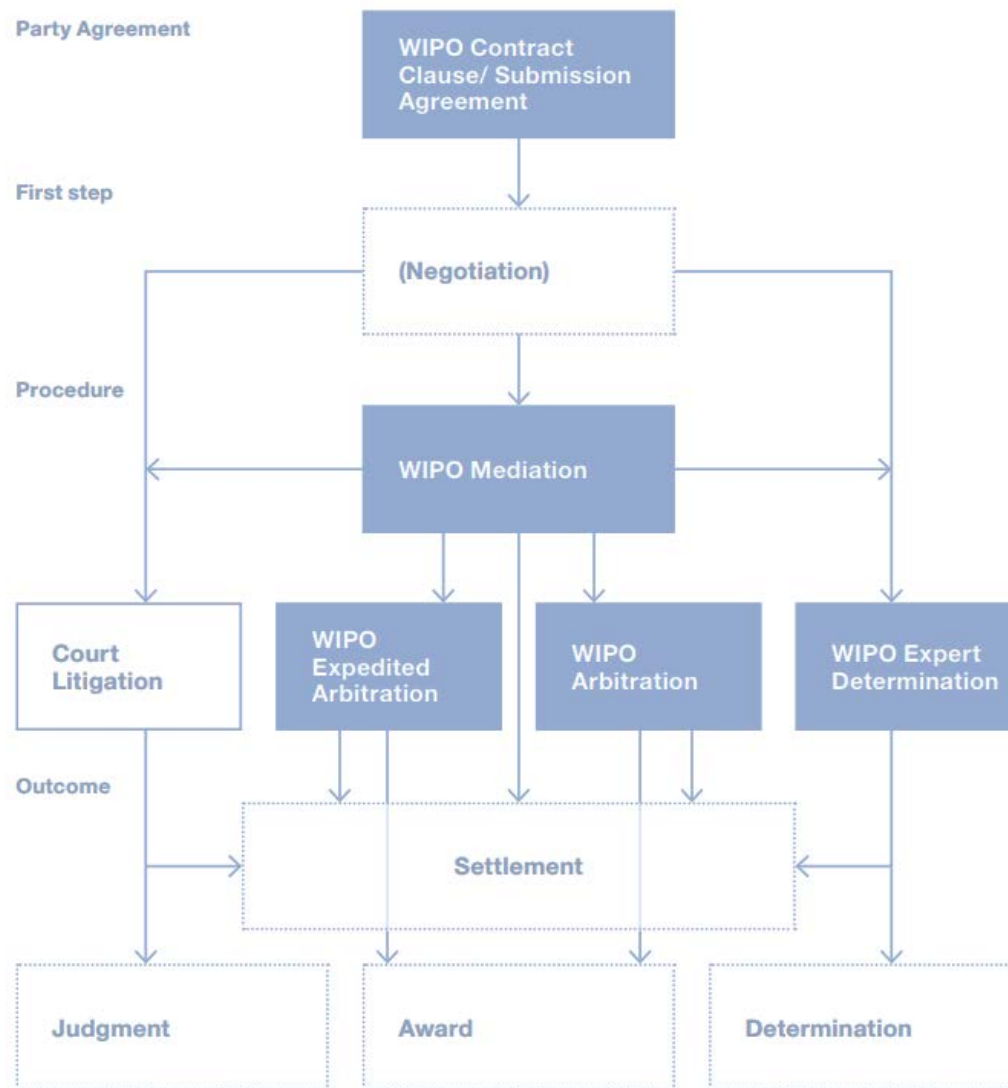 Party Agreement
WIPO Contract
Clause/ Submission
Agreement
First step
(Negotiation)
Procedure
WIPO Mediation
Court
Litigation
WIPO
Expedited
Arbitration
WIPO
Arbitration
WIPO Expert
Determination
Outcome
Settlement
Judgment
Award
Determination